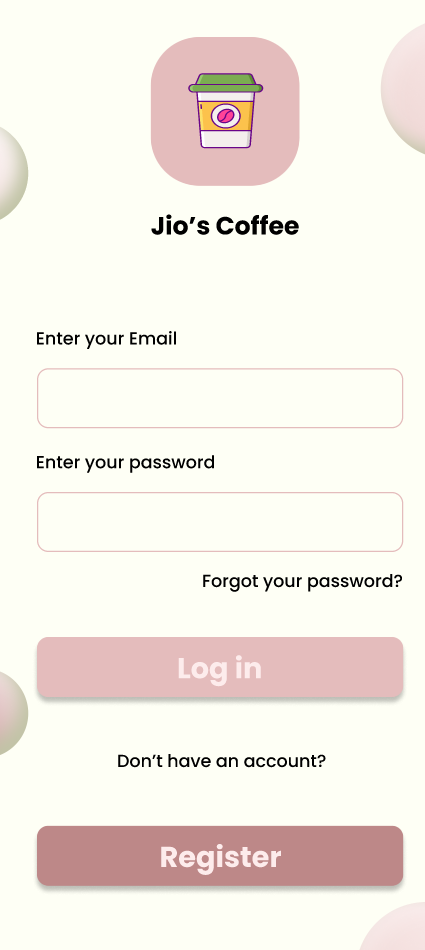 Jio’s Coffee
Enter your Email
Enter your password
Forgot your password?
Log in
Don’t have an account?
Register